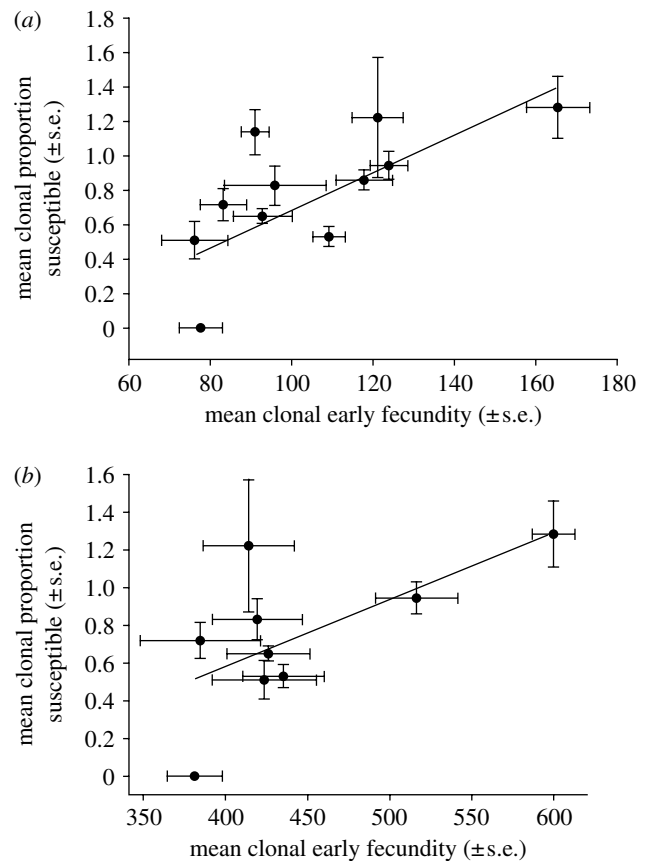 (a)
1.8
1.6
1.4
1.2
1.0
0.8
0.6
0.4
0.2
0
mean clonal proportion
susceptible (±s.e.)
60 80 100 120 140 160 180
mean clonal early fecundity (±s.e.)
(b)
1.6
1.4
1.2
1.0
0.8
0.6
0.4
0.2
0
mean clonal proportion
susceptible (±s.e.)
350 400 450 500 550 600
mean clonal early fecundity (±s.e.)